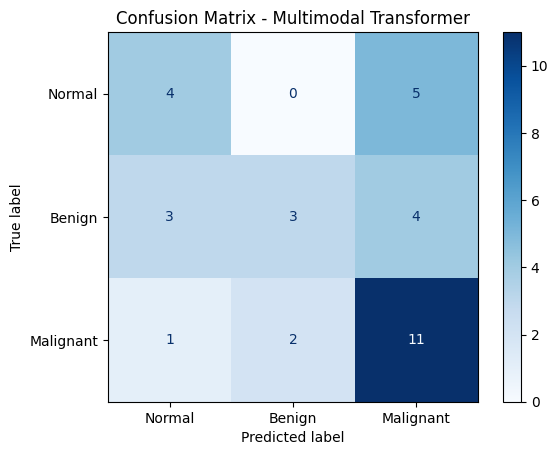 Confusion Matrix - Multimodal Transformer
True label
Normal 4 0 5
Benign 3 3 4
Malignant 1 2 11
Normal Benign Malignant
Predicted label
10
8
6
4
2
0